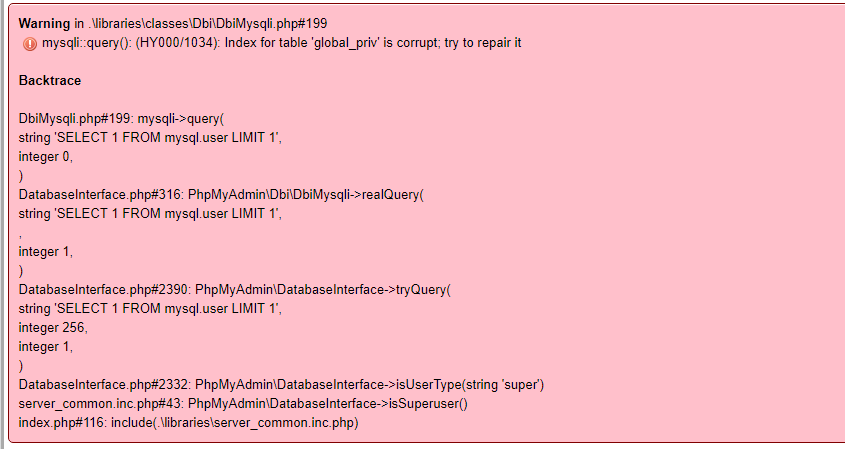 Warning in .\libraries\classes\Dbi\DbiMysqli.php#199
mysqli::query(): (HY000/1034): Index for table 'global_priv' is corrupt; try to repair it
Backtrace
DbiMysqli.php#199: mysqli->query(
string 'SELECT 1 FROM mysql.user LIMIT 1',
integer 0,
)
DatabaseInterface.php#316: PhpMyAdmin\Dbi\DbiMysqli->realQuery(
string 'SELECT 1 FROM mysql.user LIMIT 1',
,
integer 1,
)
DatabaseInterface.php#2390: PhpMyAdmin\DatabaseInterface->tryQuery(
string 'SELECT 1 FROM mysql.user LIMIT 1',
integer 256,
integer 1,
)
DatabaseInterface.php#2332: PhpMyAdmin\DatabaseInterface->isUserType(string 'super')
server_common.inc.php#43: PhpMyAdmin\DatabaseInterface->isSuperuser()
index.php#116: include(.\libraries\server_common.inc.php)